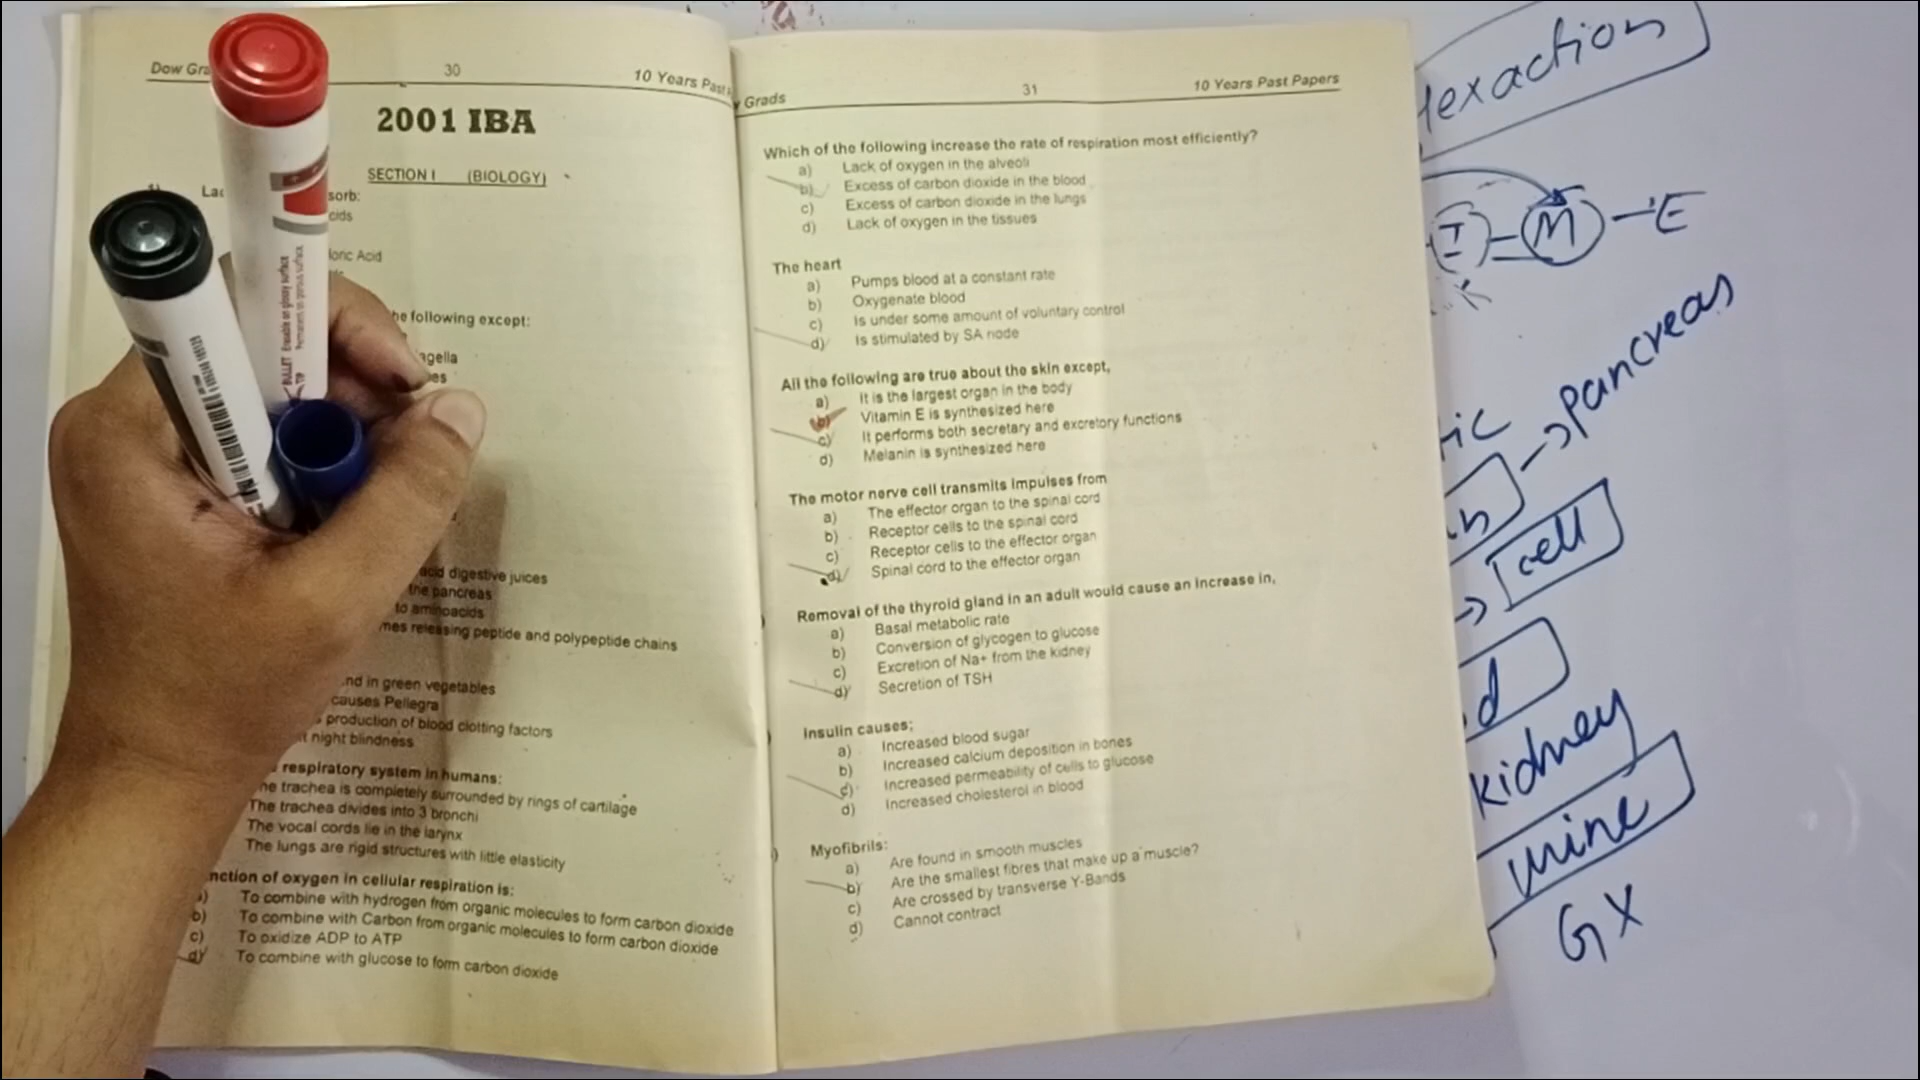 Dow Gra
30
10 Years Past
2001 IBA
SECTION I (BIOLOGY)
Lac
sorb:
cids
loric Acid
he following except:
agella
es
acid digestive juices
the pancreas
to aminoacids
mes releasing peptide and polypeptide chains
nd in green vegetables
causes Pellegra
production of blood clotting factors
t night blindness
respiratory system in humans:
he trachea is completely surrounded by rings of cartilage
The trachea divides into 3 bronchi
The vocal cords lie in the larynx
The lungs are rigid structures with little elasticity
nction of oxygen in cellular respiration is:
a) To combine with hydrogen from organic molecules to form carbon dioxide
b) To combine with Carbon from organic molecules to form carbon dioxide
c) To oxidize ADP to ATP
d) To combine with glucose to form carbon dioxide
BULLET TIP
Erasable on glossy surface
Permanent on porous surface
Grads
31
10 Years Past Papers
Which of the following increase the rate of respiration most efficiently?
a) Lack of oxygen in the alveoli
b) Excess of carbon dioxide in the blood
c) Excess of carbon dioxide in the lungs
d) Lack of oxygen in the tissues
The heart
a) Pumps blood at a constant rate
b) Oxygenate blood
c) Is under some amount of voluntary control
d) Is stimulated by SA node
All the following are true about the skin except,
a) It is the largest organ in the body
b) Vitamin E is synthesized here
c) It performs both secretary and excretory functions
d) Melanin is synthesized here
The motor nerve cell transmits impulses from
a) The effector organ to the spinal cord
b) Receptor cells to the spinal cord
c) Receptor cells to the effector organ
d) Spinal cord to the effector organ
Removal of the thyroid gland in an adult would cause an increase in,
a) Basal metabolic rate
b) Conversion of glycogen to glucose
c) Excretion of Na+ from the kidney
d) Secretion of TSH
Insulin causes;
a) Increased blood sugar
b) Increased calcium deposition in bones
c) Increased permeability of cells to glucose
d) Increased cholesterol in blood
Myofibrils:
a) Are found in smooth muscles
b) Are the smallest fibres that make up a muscle?
c) Are crossed by transverse Y-Bands
d) Cannot contract
lexaction
I M E
ic
pancreas
in
cell
d
kidney
urine
G X